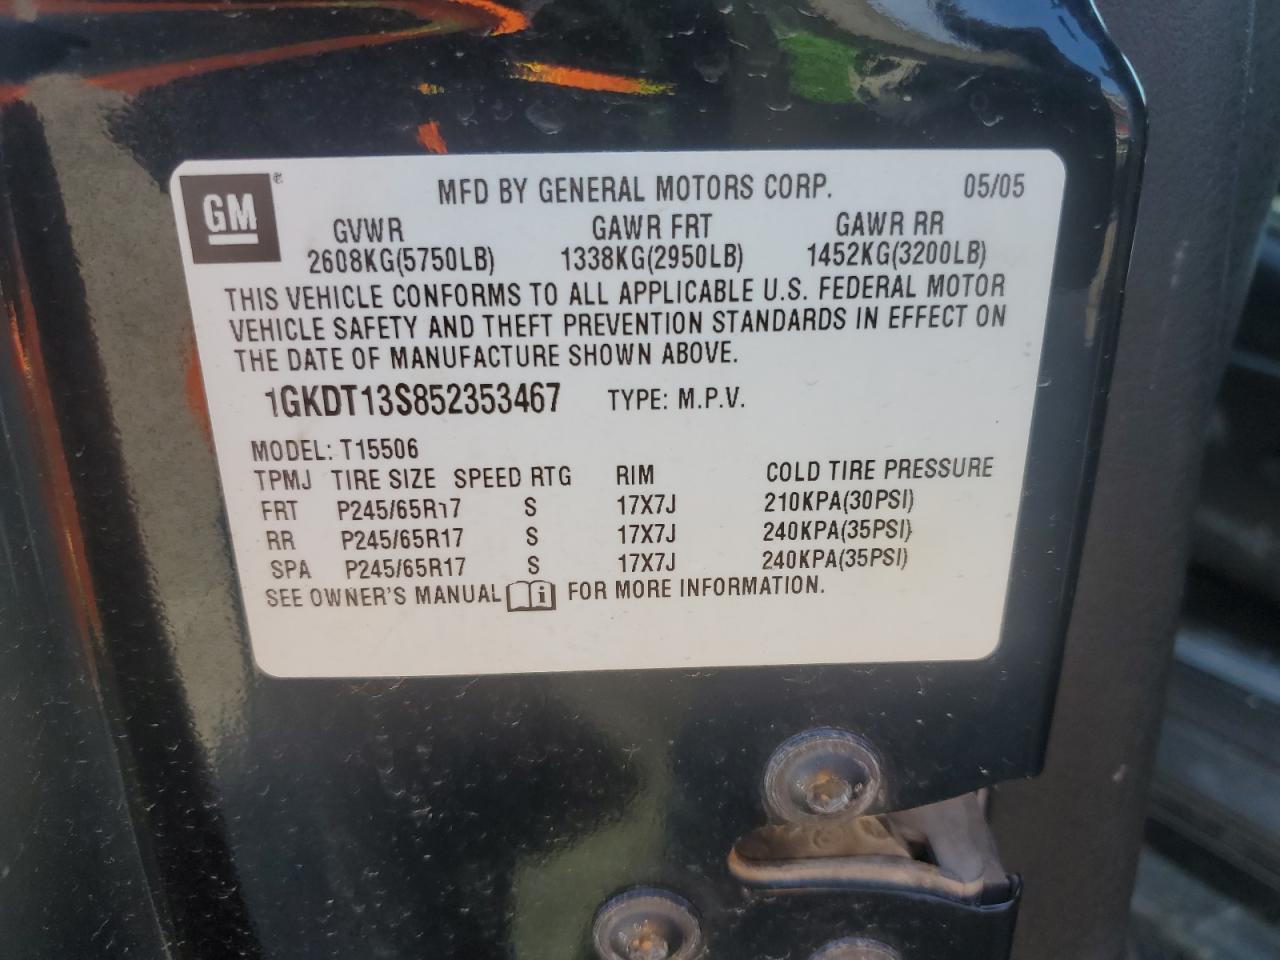 GM® MFD BY GENERAL MOTORS CORP. 05/05
GVWR GAWR FRT GAWR RR
2608KG(5750LB) 1338KG(2950LB) 1452KG(3200LB)
THIS VEHICLE CONFORMS TO ALL APPLICABLE U.S. FEDERAL MOTOR
VEHICLE SAFETY AND THEFT PREVENTION STANDARDS IN EFFECT ON
THE DATE OF MANUFACTURE SHOWN ABOVE.
1GKDT13S852353467 TYPE: M.P.V.
MODEL: T15506
TPMJ TIRE SIZE SPEED RTG RIM COLD TIRE PRESSURE
FRT P245/65R17 S 17X7J 210KPA(30PSI)
RR P245/65R17 S 17X7J 240KPA(35PSI)
SPA P245/65R17 S 17X7J 240KPA(35PSI)
SEE OWNER'S MANUAL i FOR MORE INFORMATION.